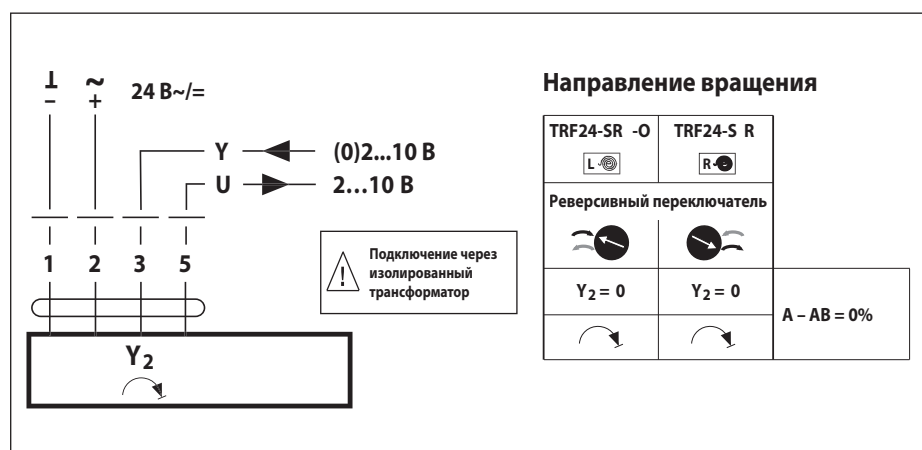 ⊥ ~ 24 В~/=
− +
Y (0)2...10 В
U 2…10 В
1 2 3 5
Подключение через
изолированный
трансформатор
Y2
Направление вращения
TRF24-SR -O TRF24-S R
L R
Реверсивный переключатель
Y2 = 0 Y2 = 0
A – AB = 0%